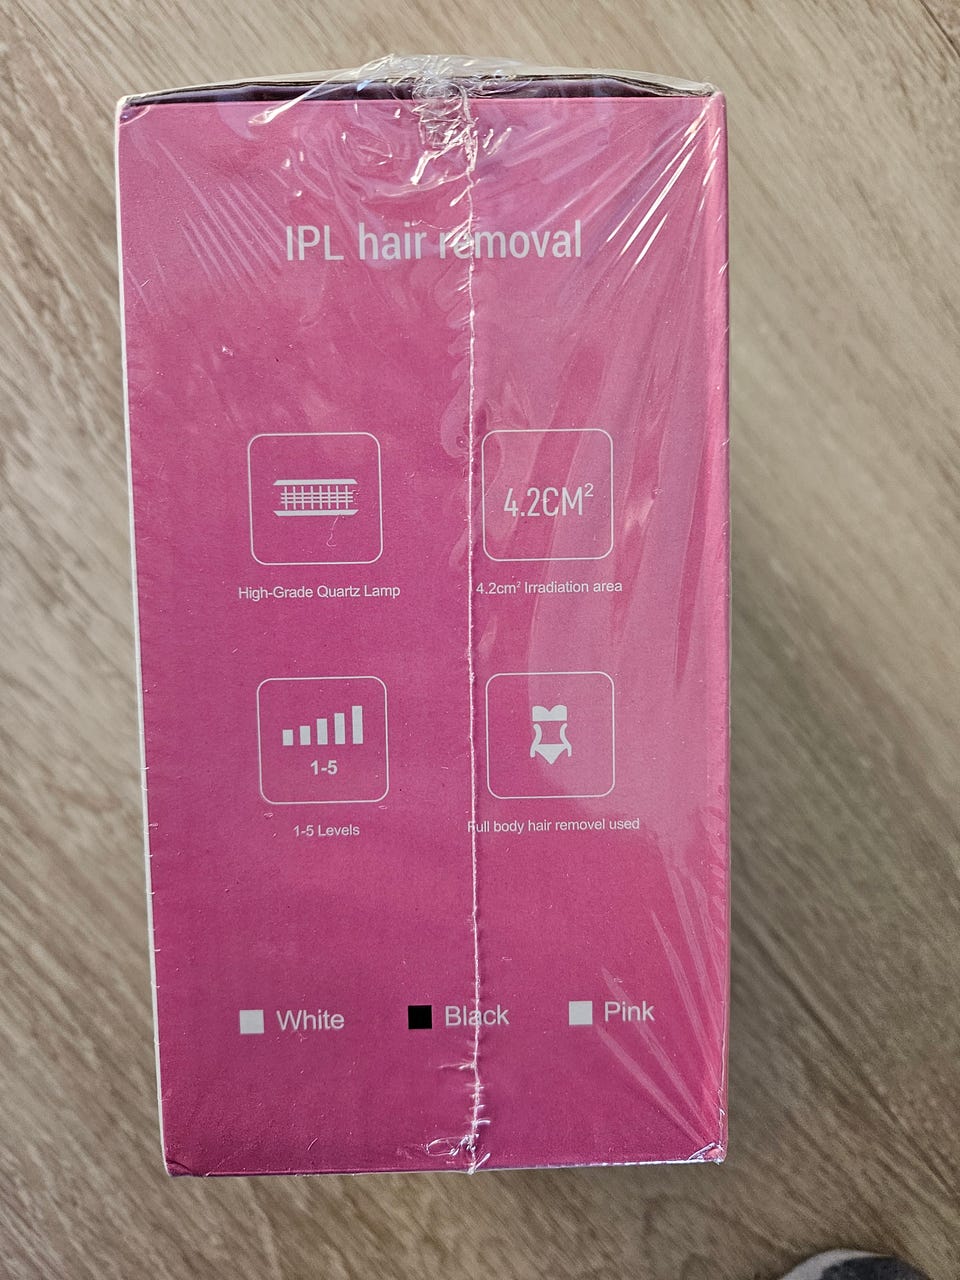 IPL hair removal
4.2CM²
High-Grade Quartz Lamp
4.2cm² Irradiation area
1-5
1-5 Levels
Full body hair removel used
White
Black
Pink